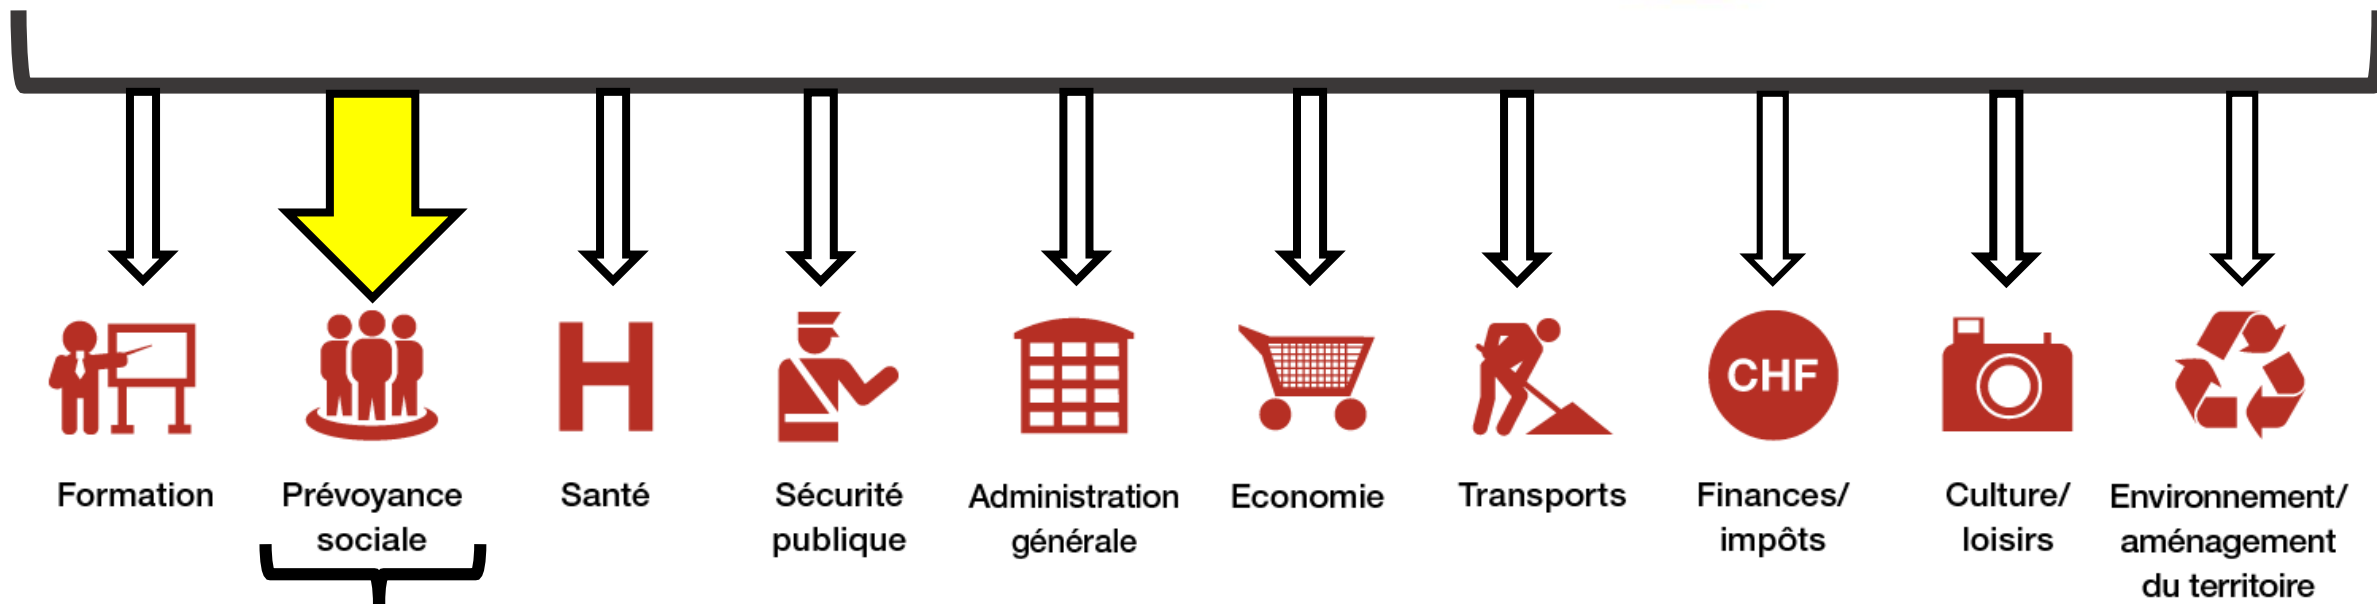 CHF
Formation
Prévoyance
sociale
Santé
Sécurité
publique
Administration
générale
Economie
Transports
Finances/
impôts
Culture/
loisirs
Environnement/
aménagement
du territoire